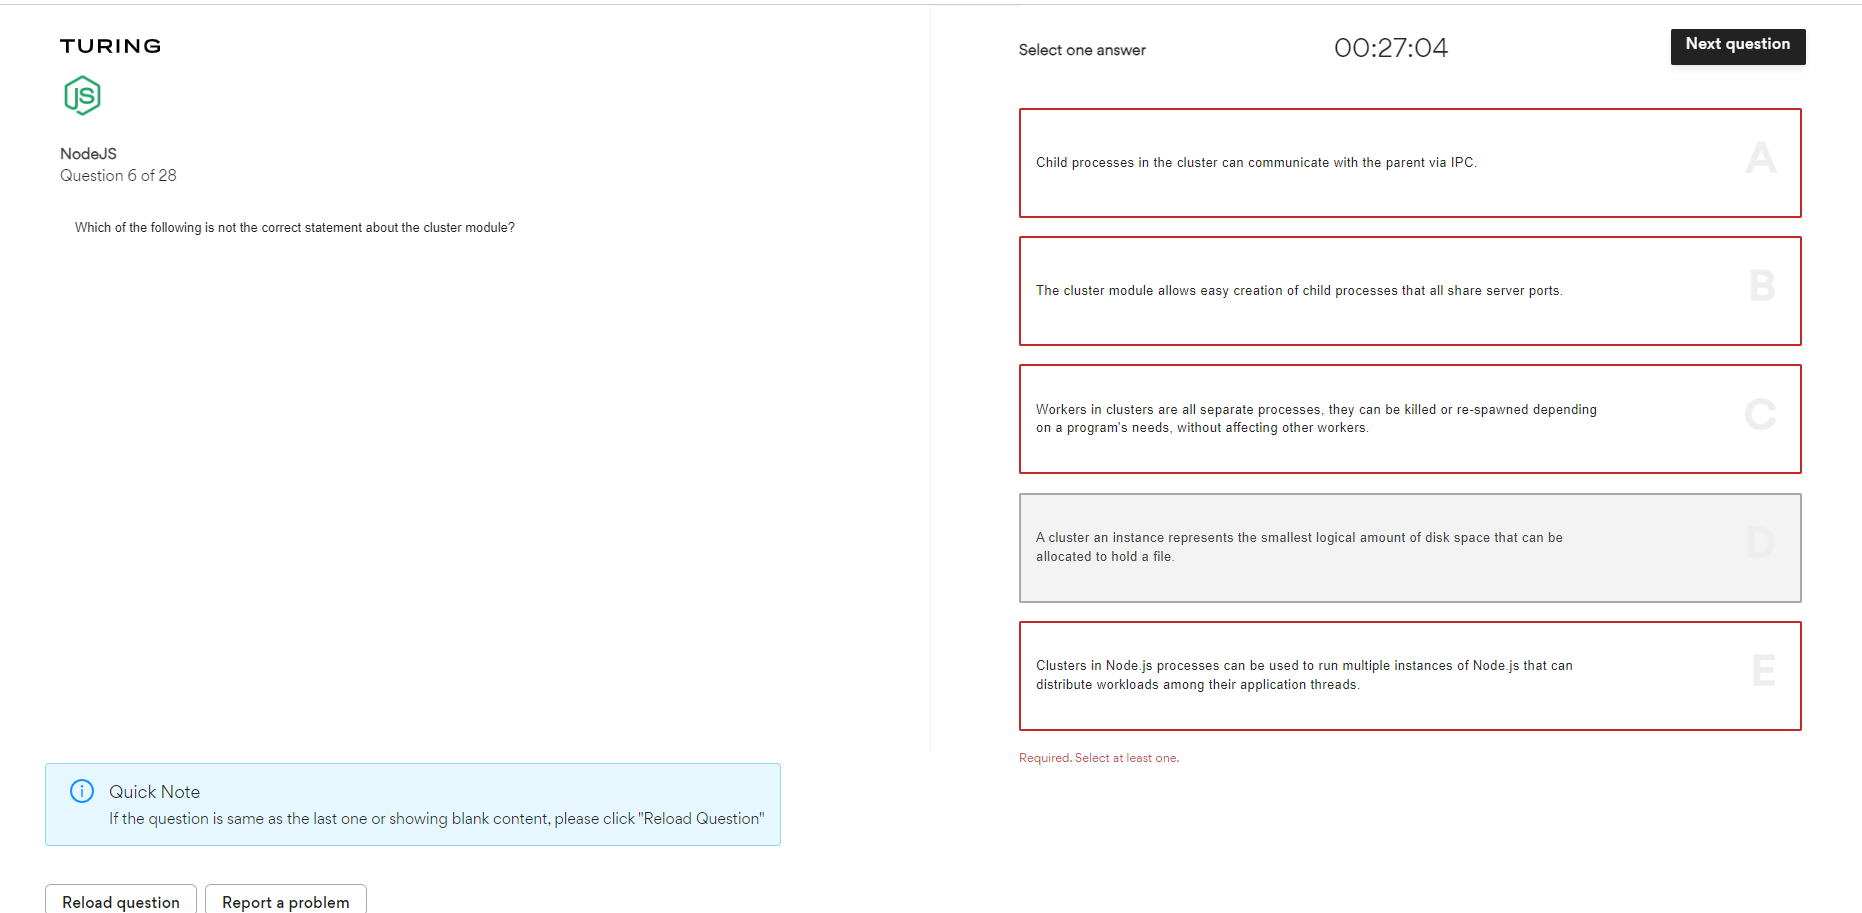 TURING
JS
NodeJS
Question 6 of 28
Which of the following is not the correct statement about the cluster module?
Quick Note
If the question is same as the last one or showing blank content, please click "Reload Question"
Reload question
Report a problem
Select one answer
00:27:04
Next question
Child processes in the cluster can communicate with the parent via IPC.
A
The cluster module allows easy creation of child processes that all share server ports.
B
Workers in clusters are all separate processes, they can be killed or re-spawned depending
on a program's needs, without affecting other workers.
C
A cluster an instance represents the smallest logical amount of disk space that can be
allocated to hold a file.
D
Clusters in Node.js processes can be used to run multiple instances of Node.js that can
distribute workloads among their application threads.
E
Required. Select at least one.